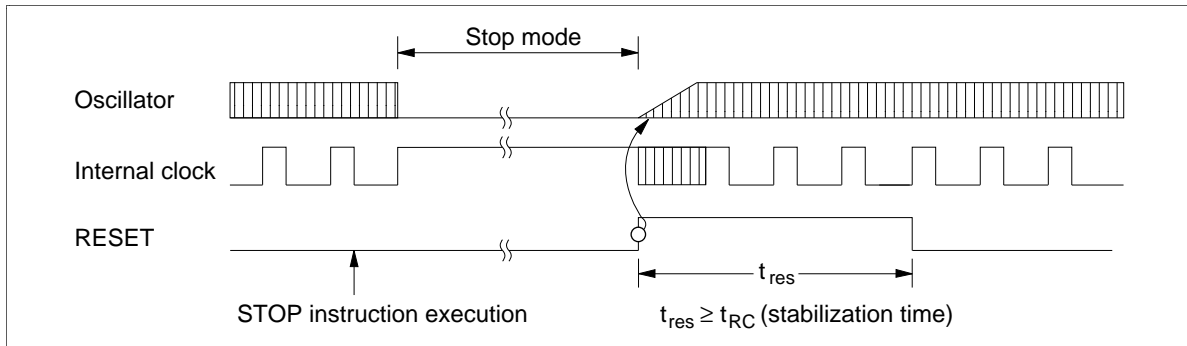 Stop mode
Oscillator
Internal clock
RESET
t res
STOP instruction execution
t res ≥ t RC (stabilization time)